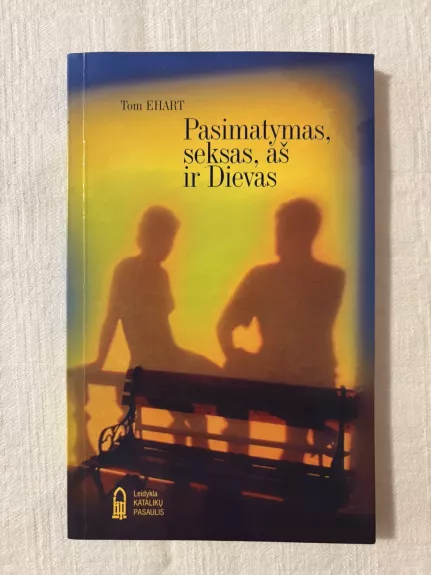 Tom EHART
Pasimatymas,
seksas, aš
ir Dievas
Leidykla
KATALIKŲ
PASAULIS